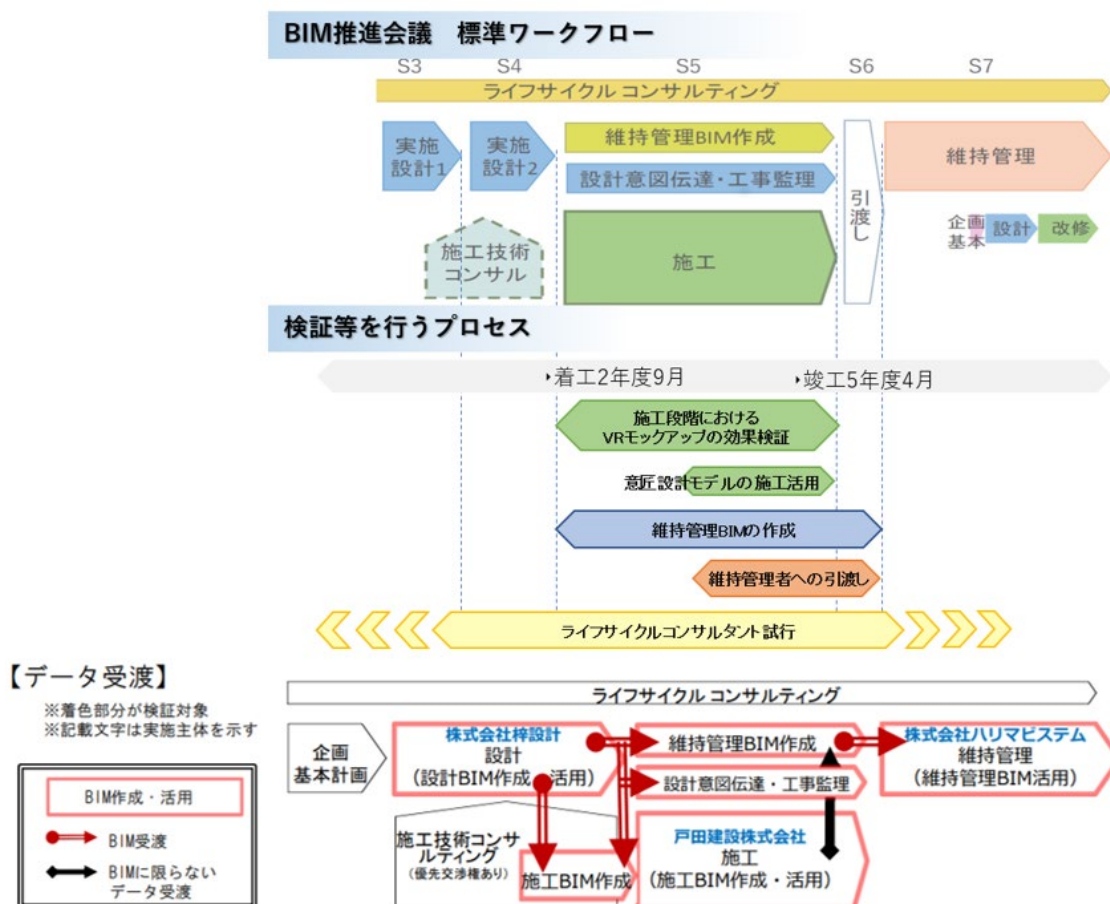 BIM推進会議 標準ワークフロー
S3 S4 S5 S6 S7
ライフサイクル コンサルティング
実施
設計1
実施
設計2
維持管理BIM作成
設計意図伝達・工事監理
施工技術
コンサル
施工
引渡し
維持管理
企画
基本
設計
改修
検証等を行うプロセス
着工2年度9月
竣工5年度4月
施工段階における
VRモックアップの効果検証
意匠設計モデルの施工活用
維持管理BIMの作成
維持管理者への引渡し
ライフサイクルコンサルタント試行
【データ受渡】
※着色部分が検証対象
※記載文字は実施主体を示す
BIM作成・活用
BIM受渡
BIMに限らない
データ受渡
ライフサイクル コンサルティング
企画
基本計画
株式会社梓設計
設計
(設計BIM作成・活用)
維持管理BIM作成
設計意図伝達・工事監理
株式会社ハリマビステム
維持管理
(維持管理BIM活用)
施工技術コンサ
ルティング
(優先交渉権あり)
施工BIM作成
戸田建設株式会社
施工
(施工BIM作成・活用)